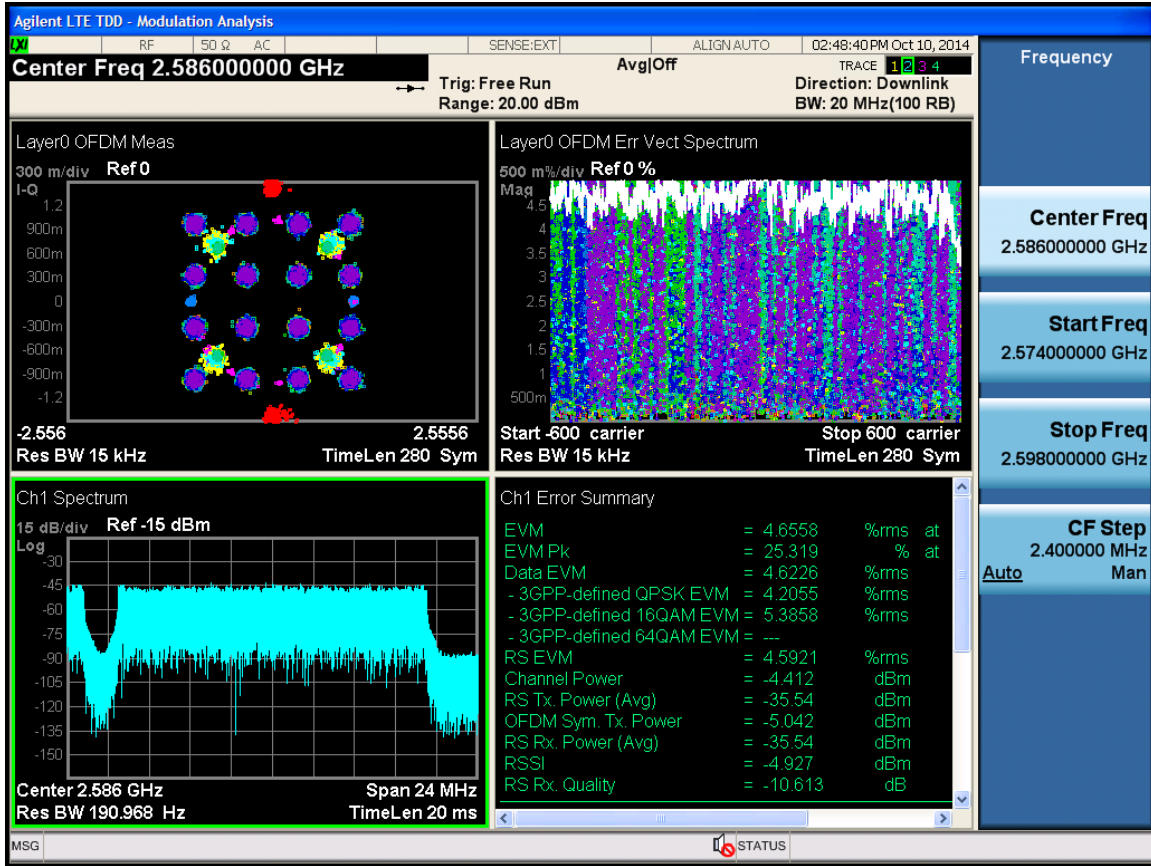 Agilent LTE TDD - Modulation Analysis
LXI RF 50 Ω AC SENSE:EXT ALIGN AUTO 02:48:40 PM Oct 10, 2014
Center Freq 2.586000000 GHz
Avg|Off
TRACE 1 2 3 4
Trig: Free Run
Direction: Downlink
Range: 20.00 dBm
BW: 20 MHz(100 RB)
Layer0 OFDM Meas
300 m/div Ref 0
I-Q
1.2
900m
600m
300m
0
-300m
-600m
-900m
-1.2
-2.556 2.5556
Res BW 15 kHz TimeLen 280 Sym
Layer0 OFDM Err Vect Spectrum
500 m%/div Ref 0 %
Mag
4.5
4
3.5
3
2.5
2
1.5
1
500m
Start -600 carrier Stop 600 carrier
Res BW 15 kHz TimeLen 280 Sym
Ch1 Spectrum
15 dB/div Ref -15 dBm
Log
-30
-45
-60
-75
-90
-105
-120
-135
-150
Center 2.586 GHz Span 24 MHz
Res BW 190.968 Hz TimeLen 20 ms
Ch1 Error Summary
EVM = 4.6558 %rms at
EVM Pk = 25.319 % at
Data EVM = 4.6226 %rms
- 3GPP-defined QPSK EVM = 4.2055 %rms
- 3GPP-defined 16QAM EVM = 5.3858 %rms
- 3GPP-defined 64QAM EVM = ---
RS EVM = 4.5921 %rms
Channel Power = -4.412 dBm
RS Tx. Power (Avg) = -35.54 dBm
OFDM Sym. Tx. Power = -5.042 dBm
RS Rx. Power (Avg) = -35.54 dBm
RSSI = -4.927 dBm
RS Rx. Quality = -10.613 dB
Frequency
Center Freq
2.586000000 GHz
Start Freq
2.574000000 GHz
Stop Freq
2.598000000 GHz
CF Step
2.400000 MHz
Auto Man
MSG STATUS